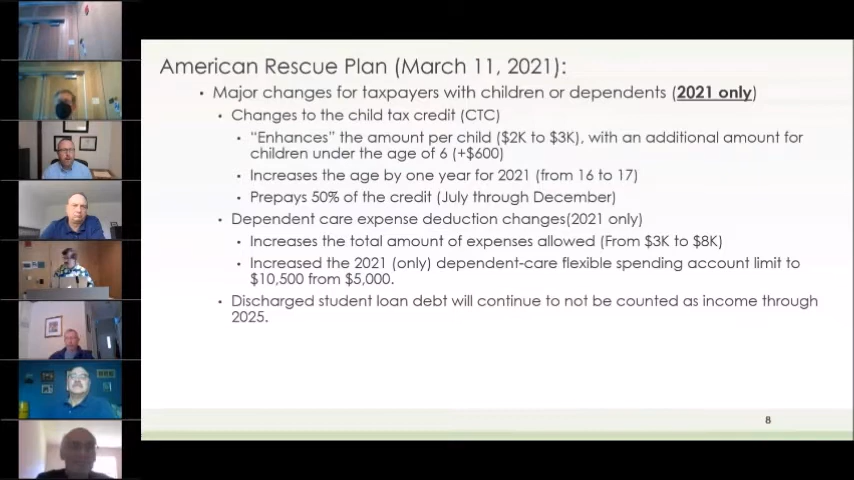 American Rescue Plan (March 11, 2021):
• Major changes for taxpayers with children or dependents (2021 only)
• Changes to the child tax credit (CTC)
• “Enhances” the amount per child ($2K to $3K), with an additional amount for
children under the age of 6 (+$600)
• Increases the age by one year for 2021 (from 16 to 17)
• Prepays 50% of the credit (July through December)
• Dependent care expense deduction changes(2021 only)
• Increases the total amount of expenses allowed (From $3K to $8K)
• Increased the 2021 (only) dependent-care flexible spending account limit to
$10,500 from $5,000.
• Discharged student loan debt will continue to not be counted as income through
2025.
8